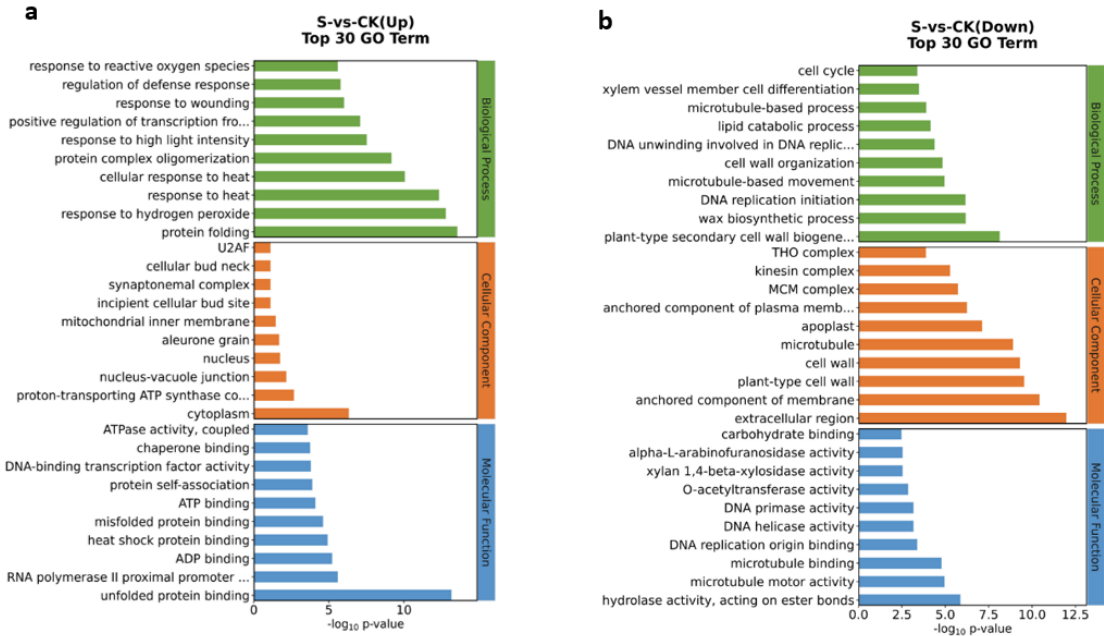 a
S-vs-CK(Up)
Top 30 GO Term
response to reactive oxygen species
regulation of defense response
response to wounding
positive regulation of transcription fro...
response to high light intensity
protein complex oligomerization
cellular response to heat
response to heat
response to hydrogen peroxide
protein folding
Biological Process
U2AF
cellular bud neck
synaptonemal complex
incipient cellular bud site
mitochondrial inner membrane
aleurone grain
nucleus
nucleus-vacuole junction
proton-transporting ATP synthase co...
cytoplasm
Cellular Component
ATPase activity, coupled
chaperone binding
DNA-binding transcription factor activity
protein self-association
ATP binding
misfolded protein binding
heat shock protein binding
ADP binding
RNA polymerase II proximal promoter ...
unfolded protein binding
Molecular Function
0 5 10
-log10 p-value
b
S-vs-CK(Down)
Top 30 GO Term
cell cycle
xylem vessel member cell differentiation
microtubule-based process
lipid catabolic process
DNA unwinding involved in DNA replic...
cell wall organization
microtubule-based movement
DNA replication initiation
wax biosynthetic process
plant-type secondary cell wall biogene...
Biological Process
THO complex
kinesin complex
MCM complex
anchored component of plasma memb...
apoplast
microtubule
cell wall
plant-type cell wall
anchored component of membrane
extracellular region
Cellular Component
carbohydrate binding
alpha-L-arabinofuranosidase activity
xylan 1,4-beta-xylosidase activity
O-acetyltransferase activity
DNA primase activity
DNA helicase activity
DNA replication origin binding
microtubule binding
microtubule motor activity
hydrolase activity, acting on ester bonds
Molecular Function
0.0 2.5 5.0 7.5 10.0 12.5
-log10 p-value